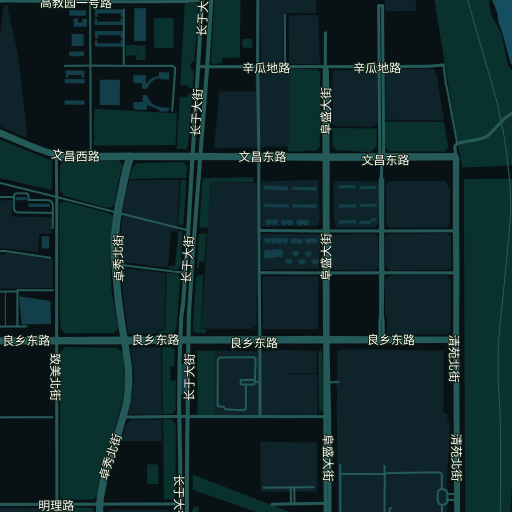 高教园一号路
长于大
辛瓜地路
辛瓜地路
长于大街
阜盛大街
文昌西路
文昌东路
文昌东路
卓秀北街
长于大街
阜盛大街
良乡东路
良乡东路
良乡东路
良乡东路
致美北街
长于大街
清苑北街
卓秀北街
阜盛大街
清苑北街
长于大
明理路